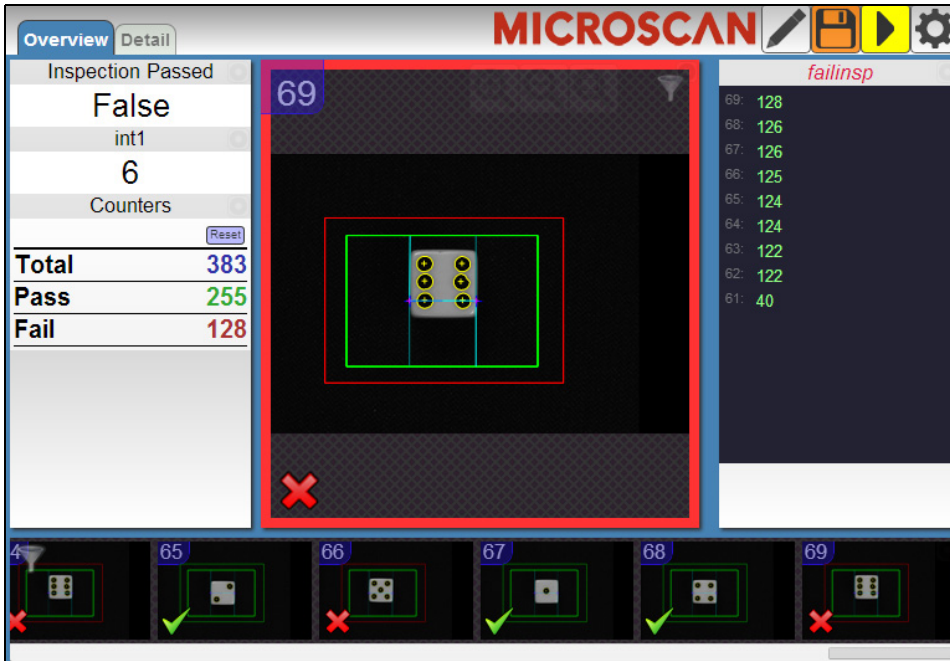 Overview Detail
MICROSCAN
Inspection Passed
False
int1
6
Counters
Reset
Total 383
Pass 255
Fail 128
69
failinsp
69: 128
68: 126
67: 126
66: 125
65: 124
64: 124
63: 122
62: 122
61: 40
4 65 66 67 68 69